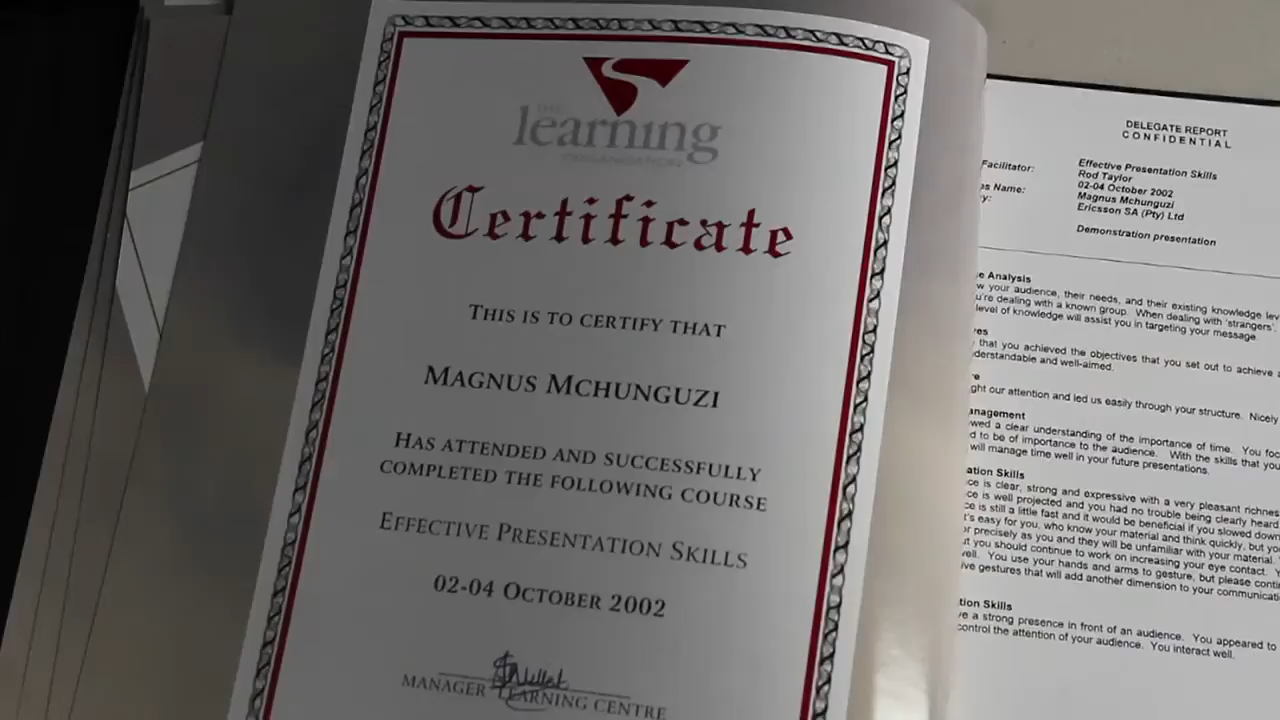 THE
learning
ORGANISATION
Certificate
THIS IS TO CERTIFY THAT
MAGNUS MCHUNGUZI
HAS ATTENDED AND SUCCESSFULLY
COMPLETED THE FOLLOWING COURSE
EFFECTIVE PRESENTATION SKILLS
02-04 OCTOBER 2002
MANAGER LEARNING CENTRE
DELEGATE REPORT
CONFIDENTIAL
Effective Presentation Skills
Facilitator: Rod Taylor
02-04 October 2002
Name: Magnus Mchunguzi
Ericsson SA (Pty) Ltd
Demonstration presentation
Analysis
your audience, their needs, and their existing knowledge
dealing with a known group. When dealing with 'strangers',
level of knowledge will assist you in targeting your message.
that you achieved the objectives that you set out to achieve
and well-aimed.
our attention and led us easily through your structure. Nicely
a clear understanding of the importance of time. You
to be of importance to the audience. With the skills that you
will manage time well in your future presentations.
Skills
is clear, strong and expressive with a very pleasant
is well projected and you had no trouble being clearly heard
is still a little fast and it would be beneficial if you slowed down
easy for you, who know your material and think quickly, but
precisely as you and they will be unfamiliar with your material.
you should continue to work on increasing your eye contact.
You use your hands and arms to gesture, but please
gestures that will add another dimension to your
Skills
a strong presence in front of an audience. You appeared to
control the attention of your audience. You interact well.